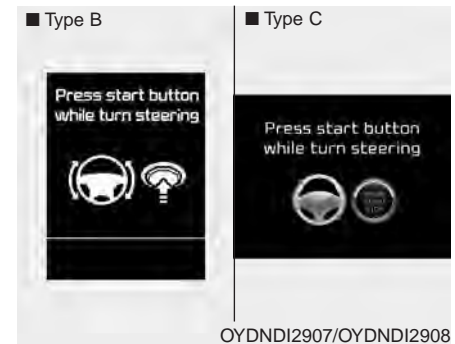 ■ Type B
■ Type C
Press start button
while turn steering
Press start button
while turn steering
OYDNDI2907/OYDNDI2908